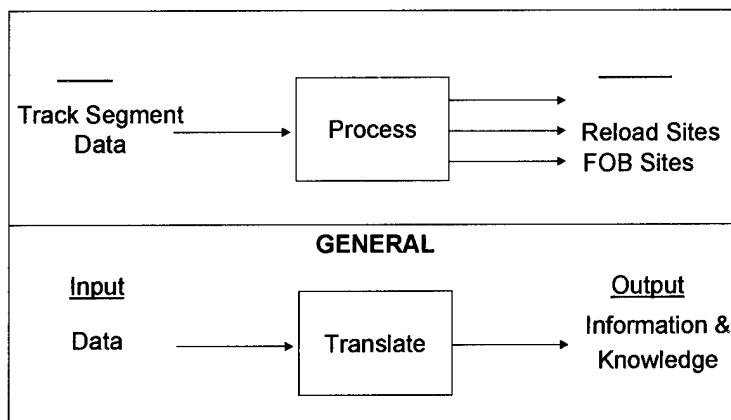 Track Segment
Data
Process
Reload Sites
FOB Sites
GENERAL
Input
Output
Data
Translate
Information &
Knowledge